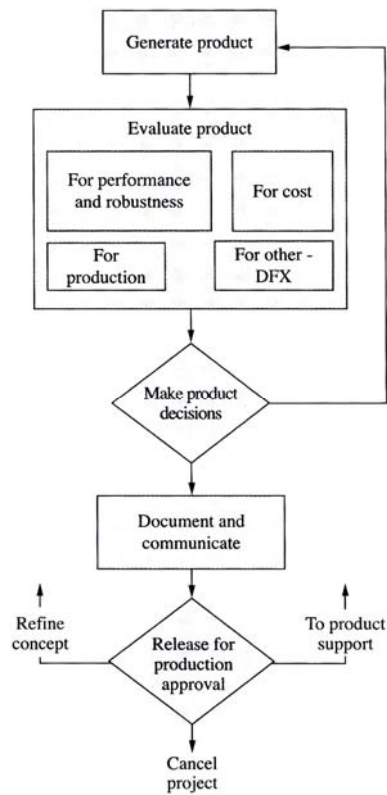 Generate product
Evaluate product
For performance
and robustness
For cost
For
production
For other -
DFX
Make product
decisions
Document and
communicate
Refine
concept
Release for
production
approval
To product
support
Cancel
project